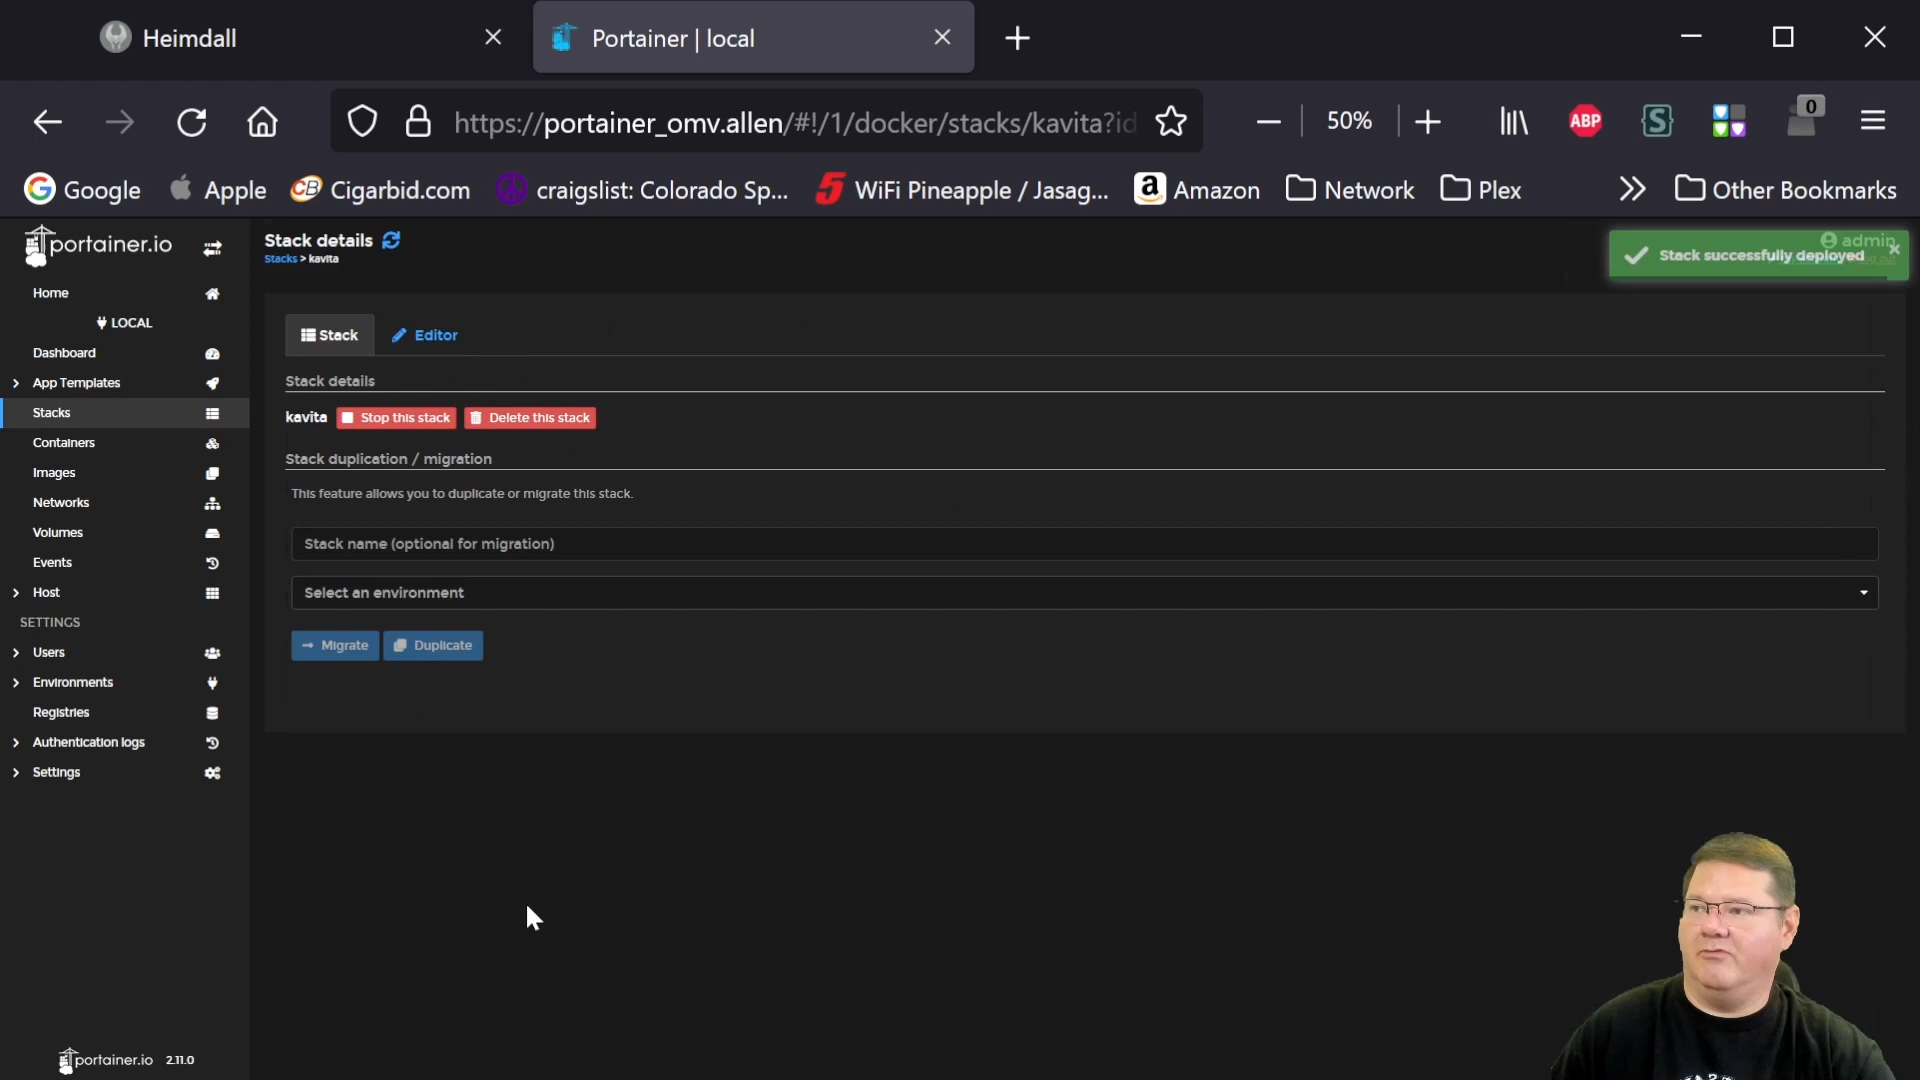 Heimdall
Portainer | local
https://portainer_omv.allen/#!/1/docker/stacks/kavita?id
50%
ABP
S
0
Google
Apple
CB Cigarbid.com
craigslist: Colorado Sp...
5 WiFi Pineapple / Jasag...
a Amazon
Network
Plex
Other Bookmarks
portainer.io
Home
LOCAL
Dashboard
App Templates
Stacks
Containers
Images
Networks
Volumes
Events
Host
SETTINGS
Users
Environments
Registries
Authentication logs
Settings
portainer.io 2.11.0
Stack details
Stacks > kavita
admin
Stack successfully deployed
Stack
Editor
Stack details
kavita
Stop this stack
Delete this stack
Stack duplication / migration
This feature allows you to duplicate or migrate this stack.
Stack name (optional for migration)
Select an environment
Migrate
Duplicate